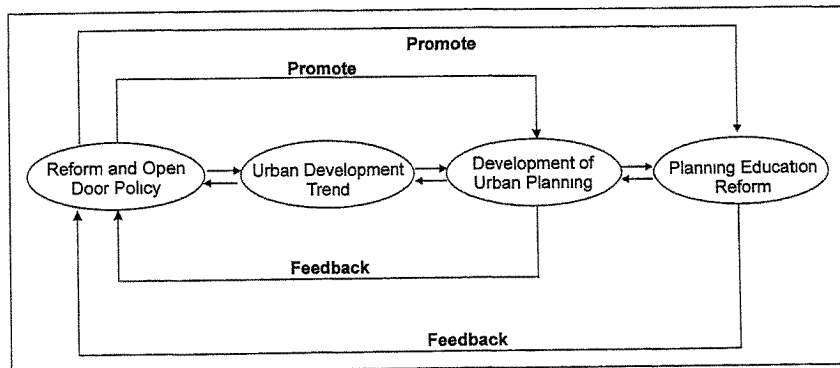 Promote
Promote
Reform and Open
Door Policy
Urban Development
Trend
Development of
Urban Planning
Planning Education
Reform
Feedback
Feedback